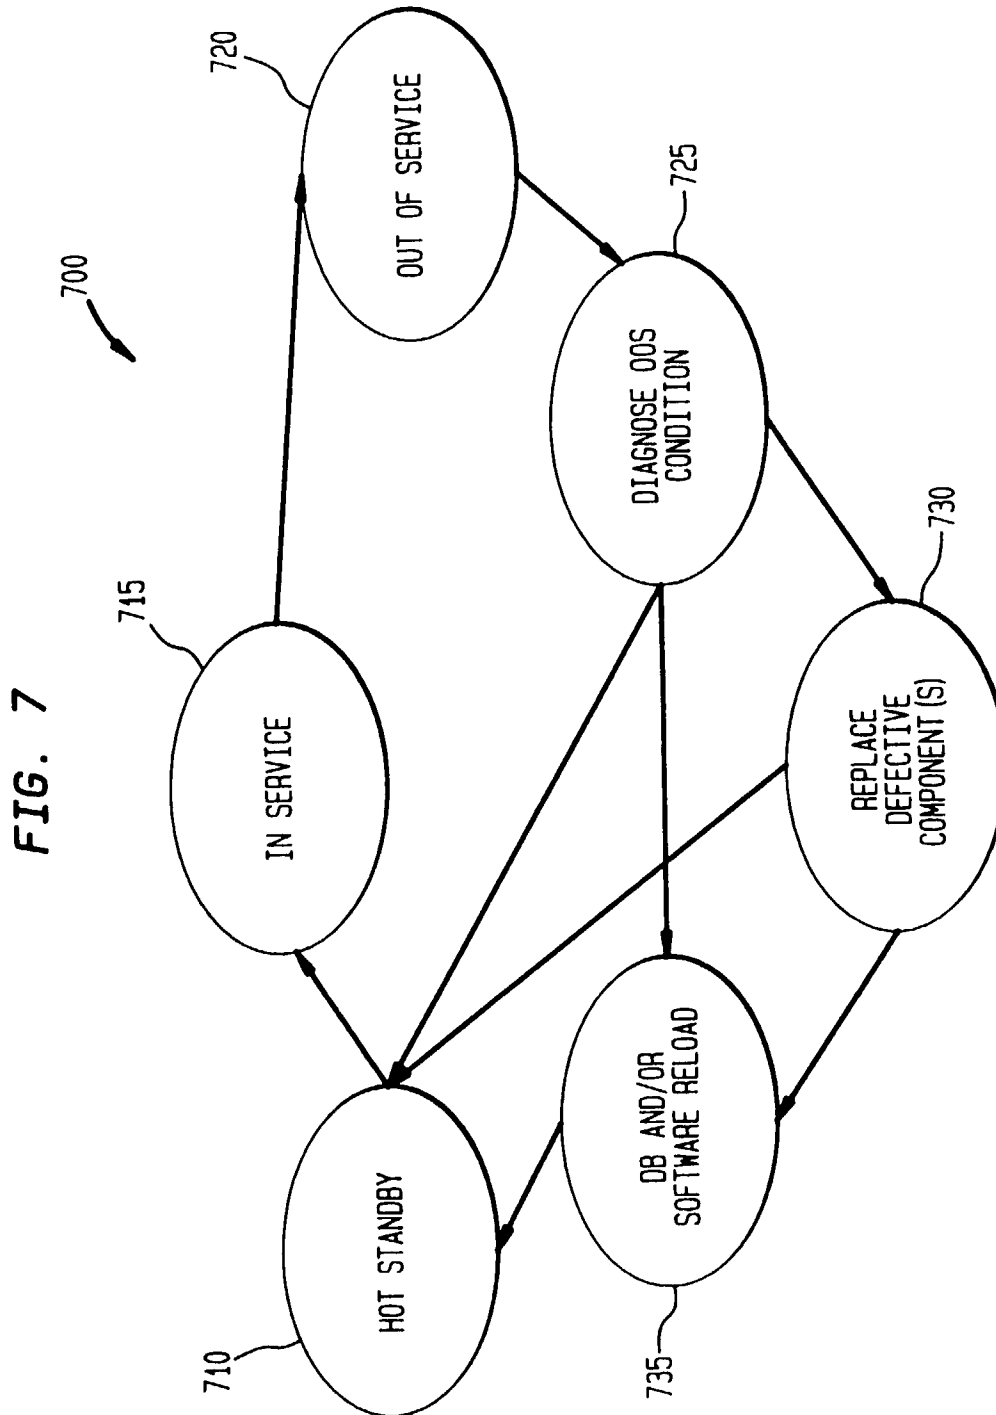 FIG. 7
700
710
HOT STANDBY
715
IN SERVICE
720
OUT OF SERVICE
725
DIAGNOSE OOS
CONDITION
730
REPLACE
DEFECTIVE
COMPONENT(S)
735
DB AND/OR
SOFTWARE RELOAD